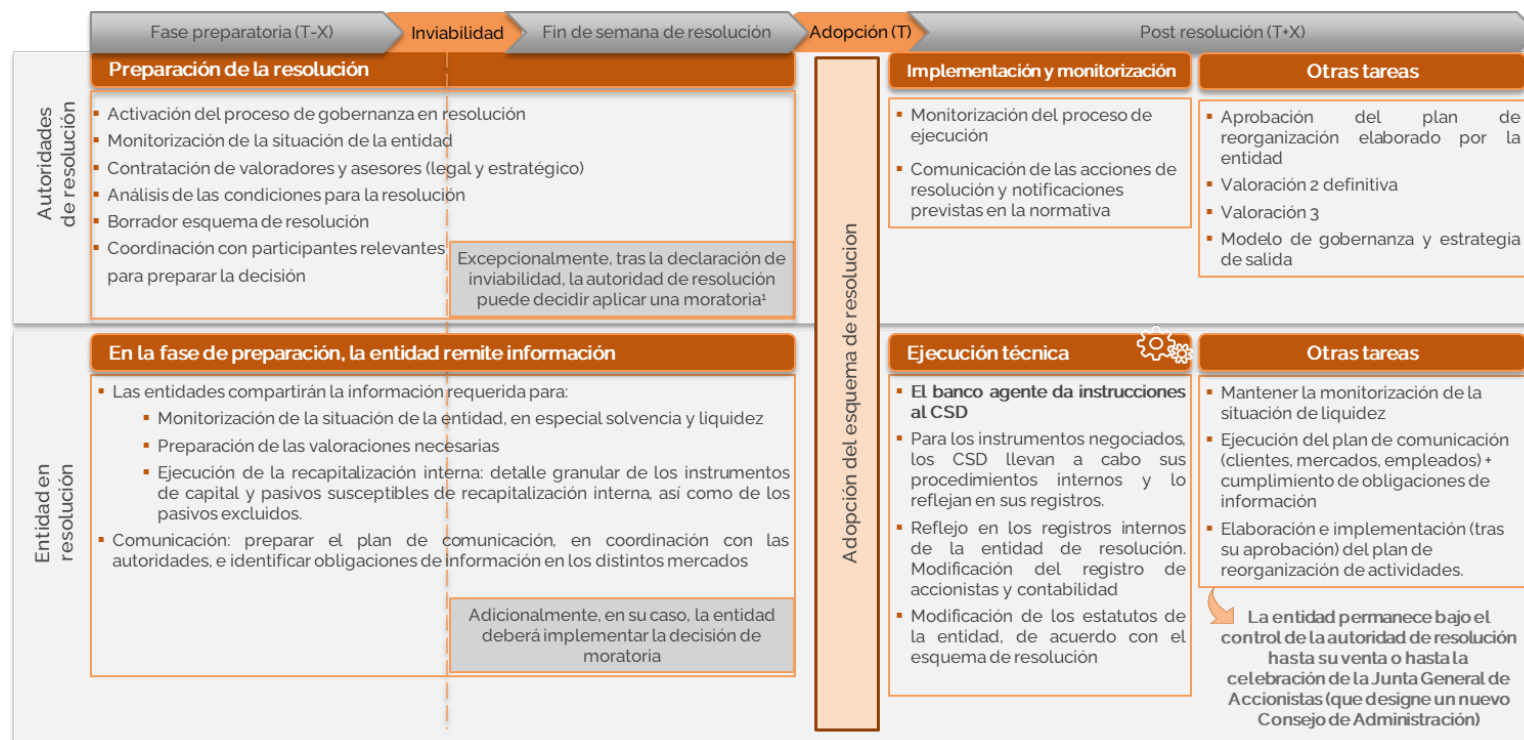 Fase preparatoria (T-X)
Inviabilidad
Fin de semana de resolución
Adopción (T)
Post resolución (T+X)
Autoridades
de resolución
Preparación de la resolución
▪ Activación del proceso de gobernanza en resolución
▪ Monitorización de la situación de la entidad
▪ Contratación de valoradores y asesores (legal y estratégico)
▪ Análisis de las condiciones para la resolución
▪ Borrador esquema de resolución
▪ Coordinación con participantes relevantes
para preparar la decisión
Excepcionalmente, tras la declaración de
inviabilidad, la autoridad de resolución
puede decidir aplicar una moratoria¹
Adopción del esquema de resolucion
Implementación y monitorización
▪ Monitorización del proceso de
ejecución
▪ Comunicación de las acciones de
resolución y notificaciones
previstas en la normativa
Otras tareas
▪ Aprobación del plan de
reorganización elaborado por la
entidad
▪ Valoración 2 definitiva
▪ Valoración 3
▪ Modelo de gobernanza y estrategia
de salida
Entidad en
resolución
En la fase de preparación, la entidad remite información
▪ Las entidades compartirán la información requerida para:
▪ Monitorización de la situación de la entidad, en especial solvencia y liquidez
▪ Preparación de las valoraciones necesarias
▪ Ejecución de la recapitalización interna: detalle granular de los instrumentos
de capital y pasivos susceptibles de recapitalización interna, así como de los
pasivos excluidos.
▪ Comunicación: preparar el plan de comunicación, en coordinación con las
autoridades, e identificar obligaciones de información en los distintos mercados
Adicionalmente, en su caso, la entidad
deberá implementar la decisión de
moratoria
Ejecución técnica
▪ El banco agente da instrucciones
al CSD
▪ Para los instrumentos negociados,
los CSD llevan a cabo sus
procedimientos internos y lo
reflejan en sus registros.
▪ Reflejo en los registros internos
de la entidad de resolución.
Modificación del registro de
accionistas y contabilidad
▪ Modificación de los estatutos de
la entidad, de acuerdo con el
esquema de resolución
Otras tareas
▪ Mantener la monitorización de la
situación de liquidez
▪ Ejecución del plan de comunicación
(clientes, mercados, empleados) +
cumplimiento de obligaciones de
información
▪ Elaboración e implementación (tras
su aprobación) del plan de
reorganización de actividades.
La entidad permanece bajo el
control de la autoridad de resolución
hasta su venta o hasta la
celebración de la Junta General de
Accionistas (que designe un nuevo
Consejo de Administración)